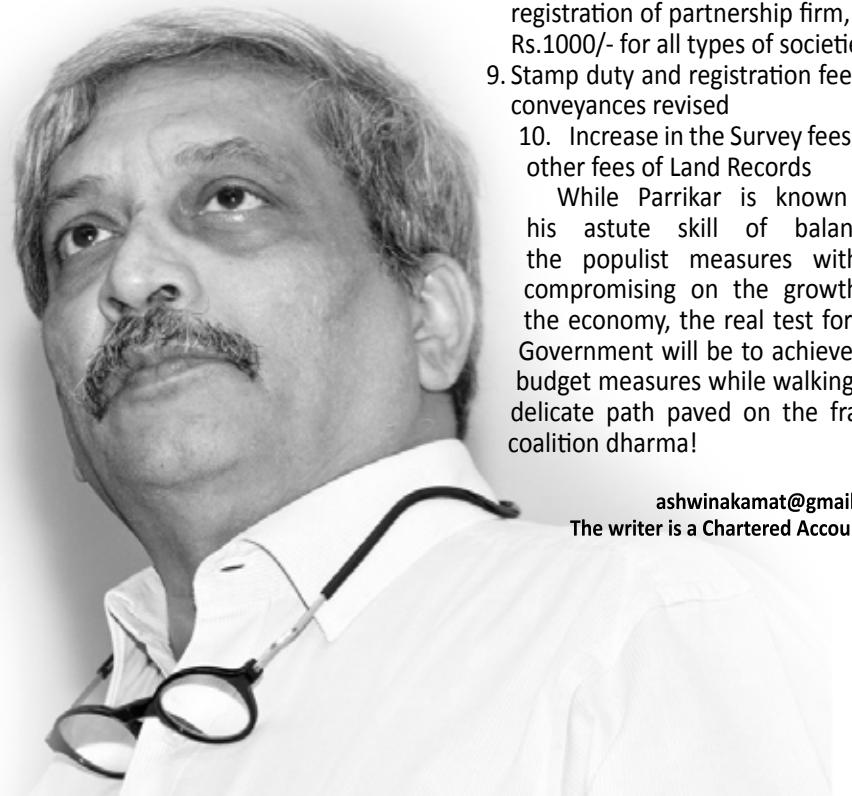 registration of partnership firm,
Rs.1000/- for all types of societie
9. Stamp duty and registration fee
conveyances revised
10. Increase in the Survey fees
other fees of Land Records
While Parrikar is known
his astute skill of balan
the populist measures with
compromising on the growth
the economy, the real test for
Government will be to achieve
budget measures while walking
delicate path paved on the fra
coalition dharma!
ashwinakamat@gmail
The writer is a Chartered Accou